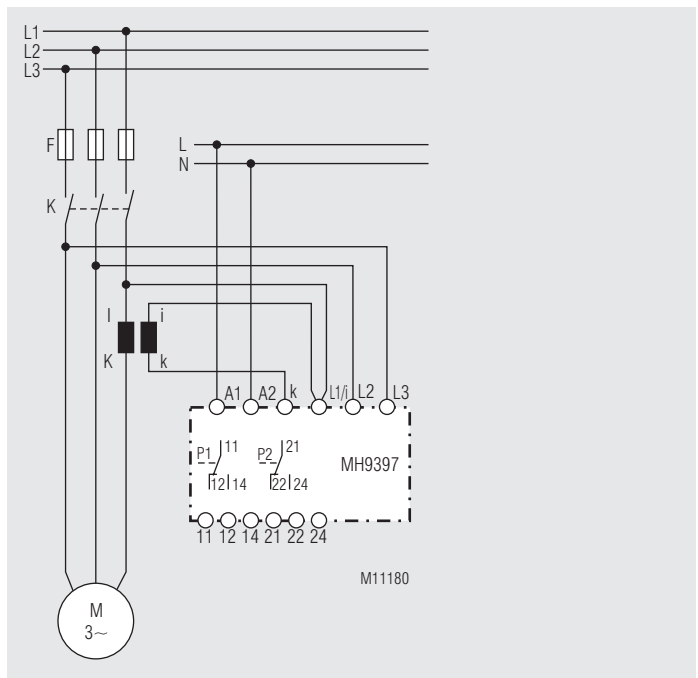 L1
L2
L3
F
L
N
K
l i
K k
A1 A2 k L1/i L2 L3
P1 11 P2 21
MH9397
12 14 22 24
11 12 14 21 22 24
M11180
M
3~